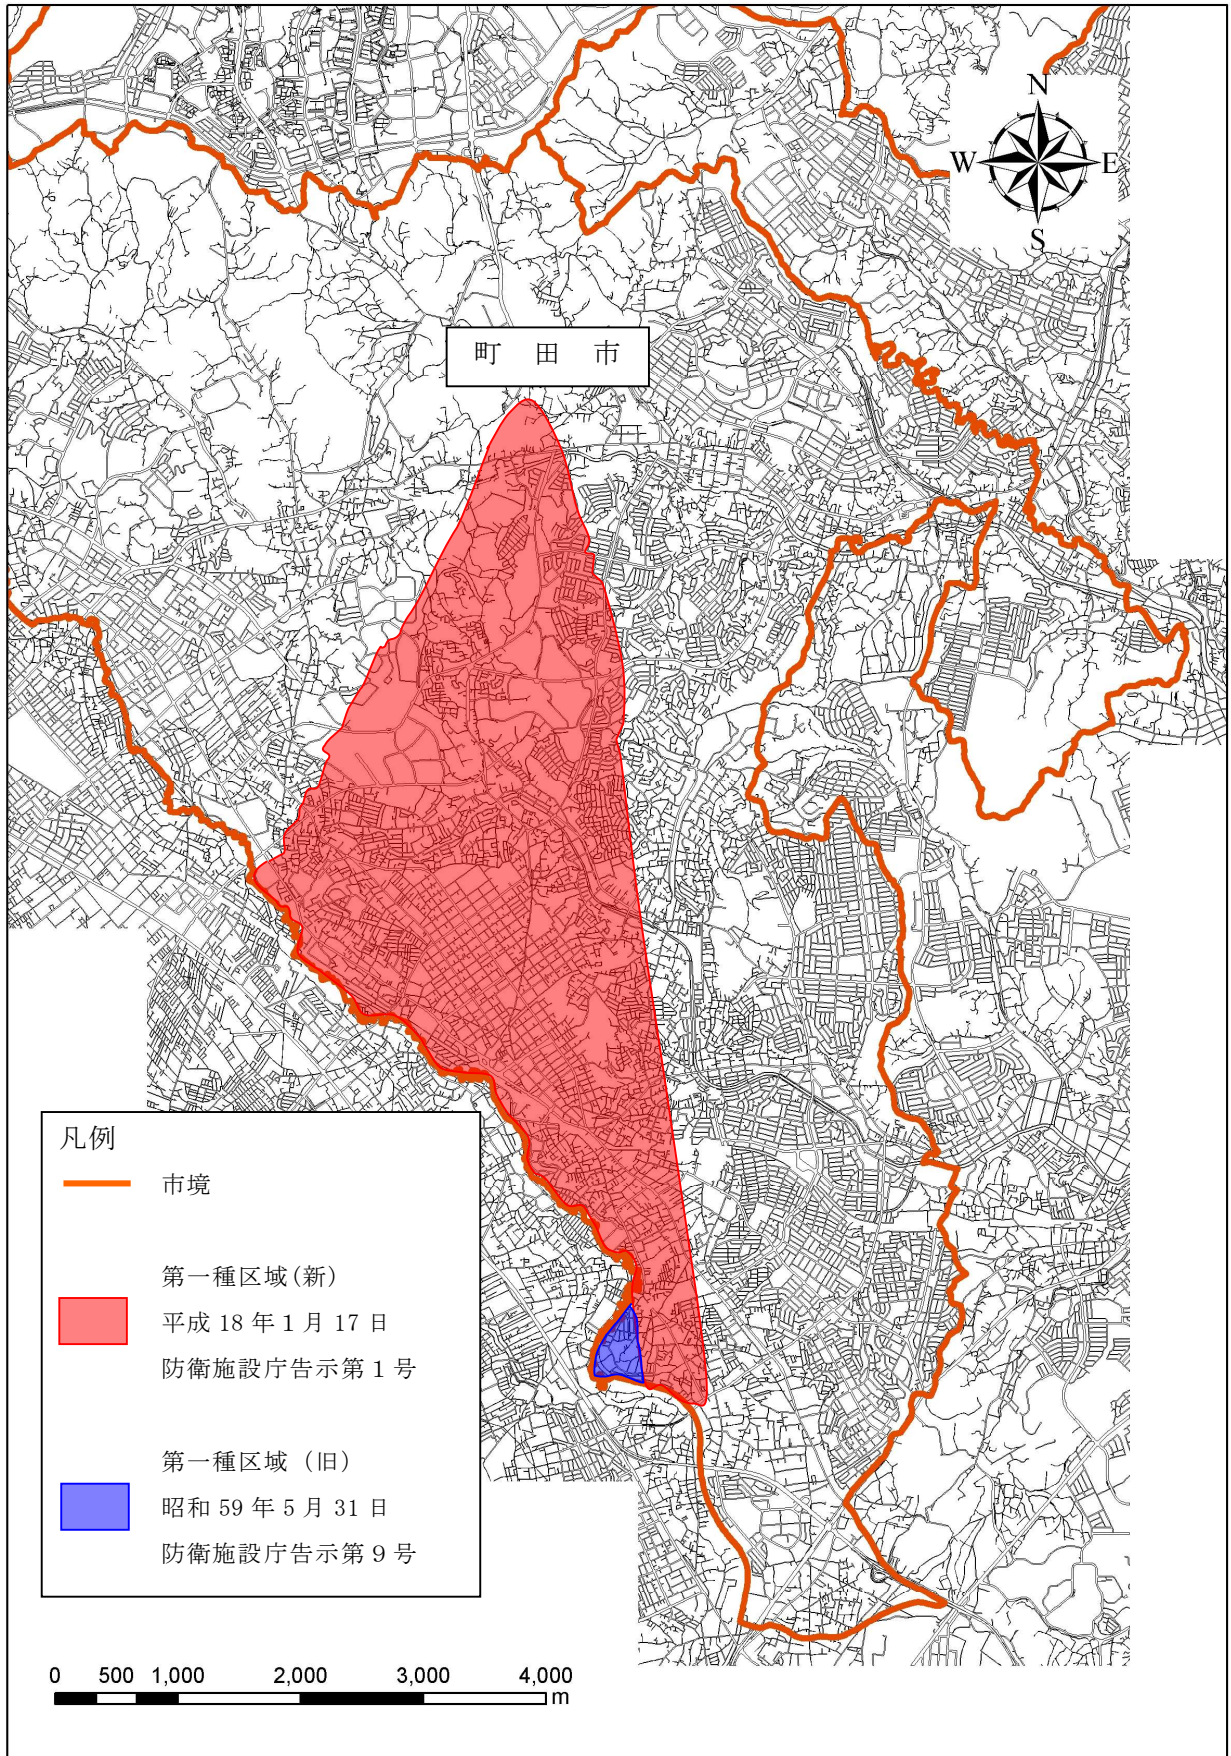 N
W E
S
町 田 市
凡例
市境
第一種区域(新)
平成 18 年 1 月 17 日
防衛施設庁告示第 1 号
第一種区域 (旧)
昭和 59 年 5 月 31 日
防衛施設庁告示第 9 号
0 500 1,000 2,000 3,000 4,000
m